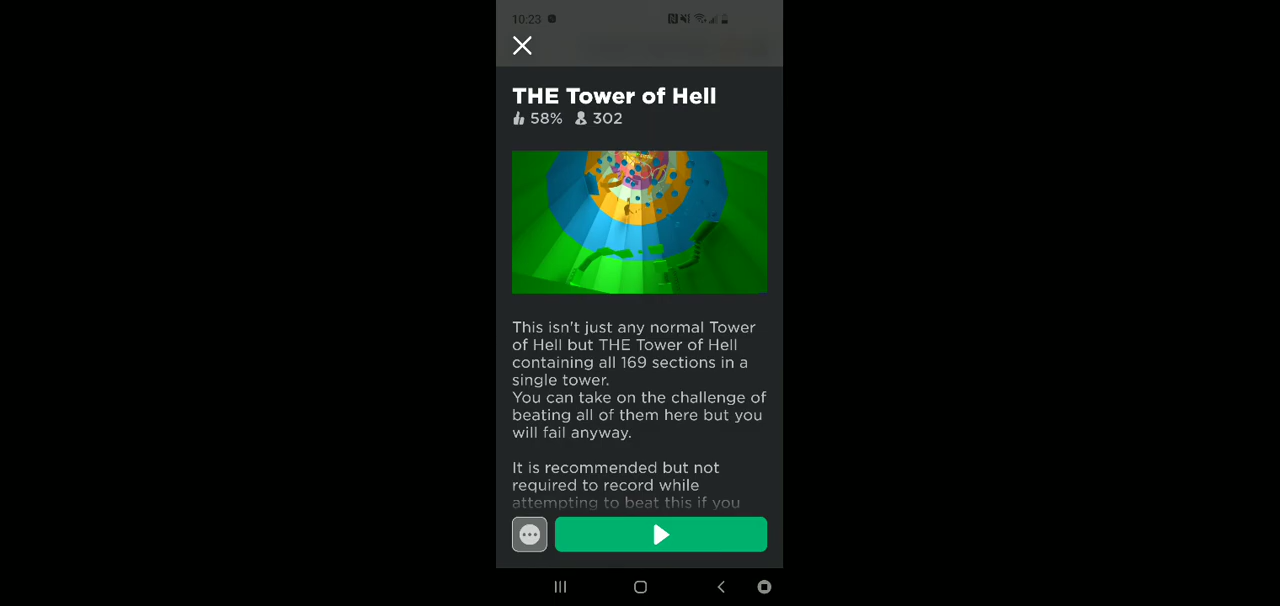 10:23
THE Tower of Hell
58% 302
This isn't just any normal Tower
of Hell but THE Tower of Hell
containing all 169 sections in a
single tower.
You can take on the challenge of
beating all of them here but you
will fail anyway.
It is recommended but not
required to record while
attempting to beat this if you